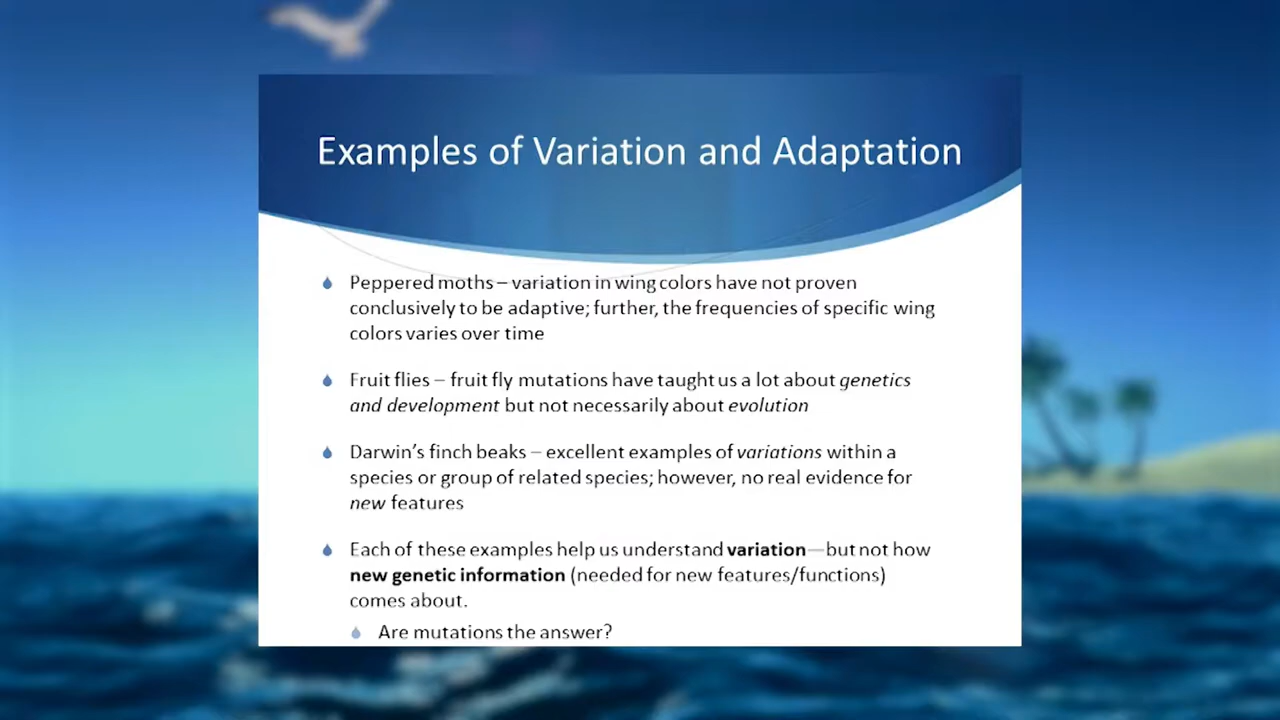 Examples of Variation and Adaptation
Peppered moths – variation in wing colors have not proven
conclusively to be adaptive; further, the frequencies of specific wing
colors varies over time
Fruit flies – fruit fly mutations have taught us a lot about genetics
and development but not necessarily about evolution
Darwin’s finch beaks – excellent examples of variations within a
species or group of related species; however, no real evidence for
new features
Each of these examples help us understand variation—but not how
new genetic information (needed for new features/functions)
comes about.
Are mutations the answer?